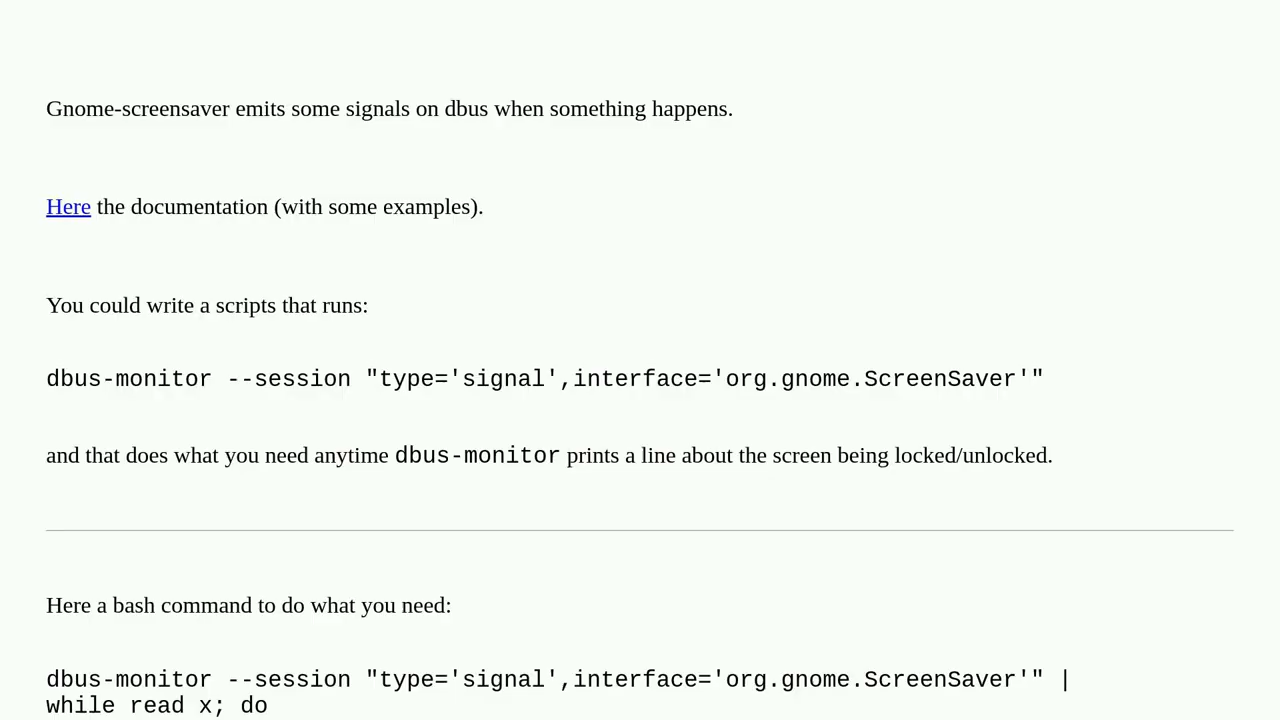 Gnome-screensaver emits some signals on dbus when something happens.
Here the documentation (with some examples).
You could write a scripts that runs:
dbus-monitor --session "type='signal',interface='org.gnome.ScreenSaver'"
and that does what you need anytime dbus-monitor prints a line about the screen being locked/unlocked.
Here a bash command to do what you need:
dbus-monitor --session "type='signal',interface='org.gnome.ScreenSaver'" |
while read x; do